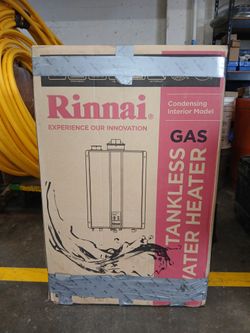 Rinnai®
EXPERIENCE OUR INNOVATION
Condensing
Interior Model
GAS
TANKLESS
WATER HEATER